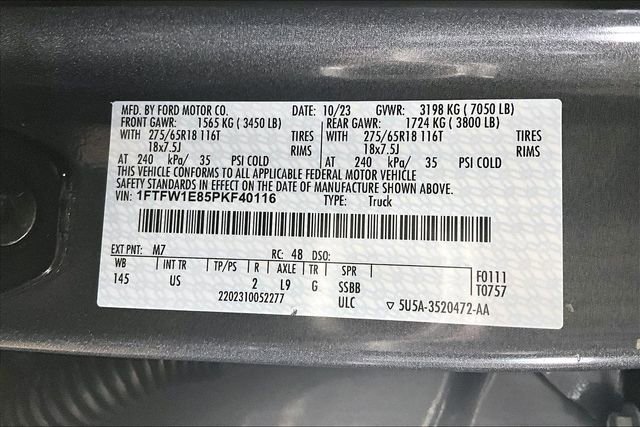 MFD. BY FORD MOTOR CO. DATE: 10/23 GVWR: 3198 KG ( 7050 LB)
FRONT GAWR: 1565 KG ( 3450 LB) REAR GAWR: 1724 KG ( 3800 LB)
WITH 275/65R18 116T TIRES WITH 275/65R18 116T TIRES
18x7.5J RIMS 18x7.5J RIMS
AT 240 kPa/ 35 PSI COLD AT 240 kPa/ 35 PSI COLD
THIS VEHICLE CONFORMS TO ALL APPLICABLE FEDERAL MOTOR VEHICLE
SAFETY STANDARDS IN EFFECT ON THE DATE OF MANUFACTURE SHOWN ABOVE.
VIN: 1FTFW1E85PKF40116 TYPE: Truck
EXT PNT: M7 RC: 48 DSO:
WB INT TR TP/PS R AXLE TR SPR F0111
145 US 2 L9 G SSBB T0757
2202310052277 ULC ▽ 5U5A-3520472-AA